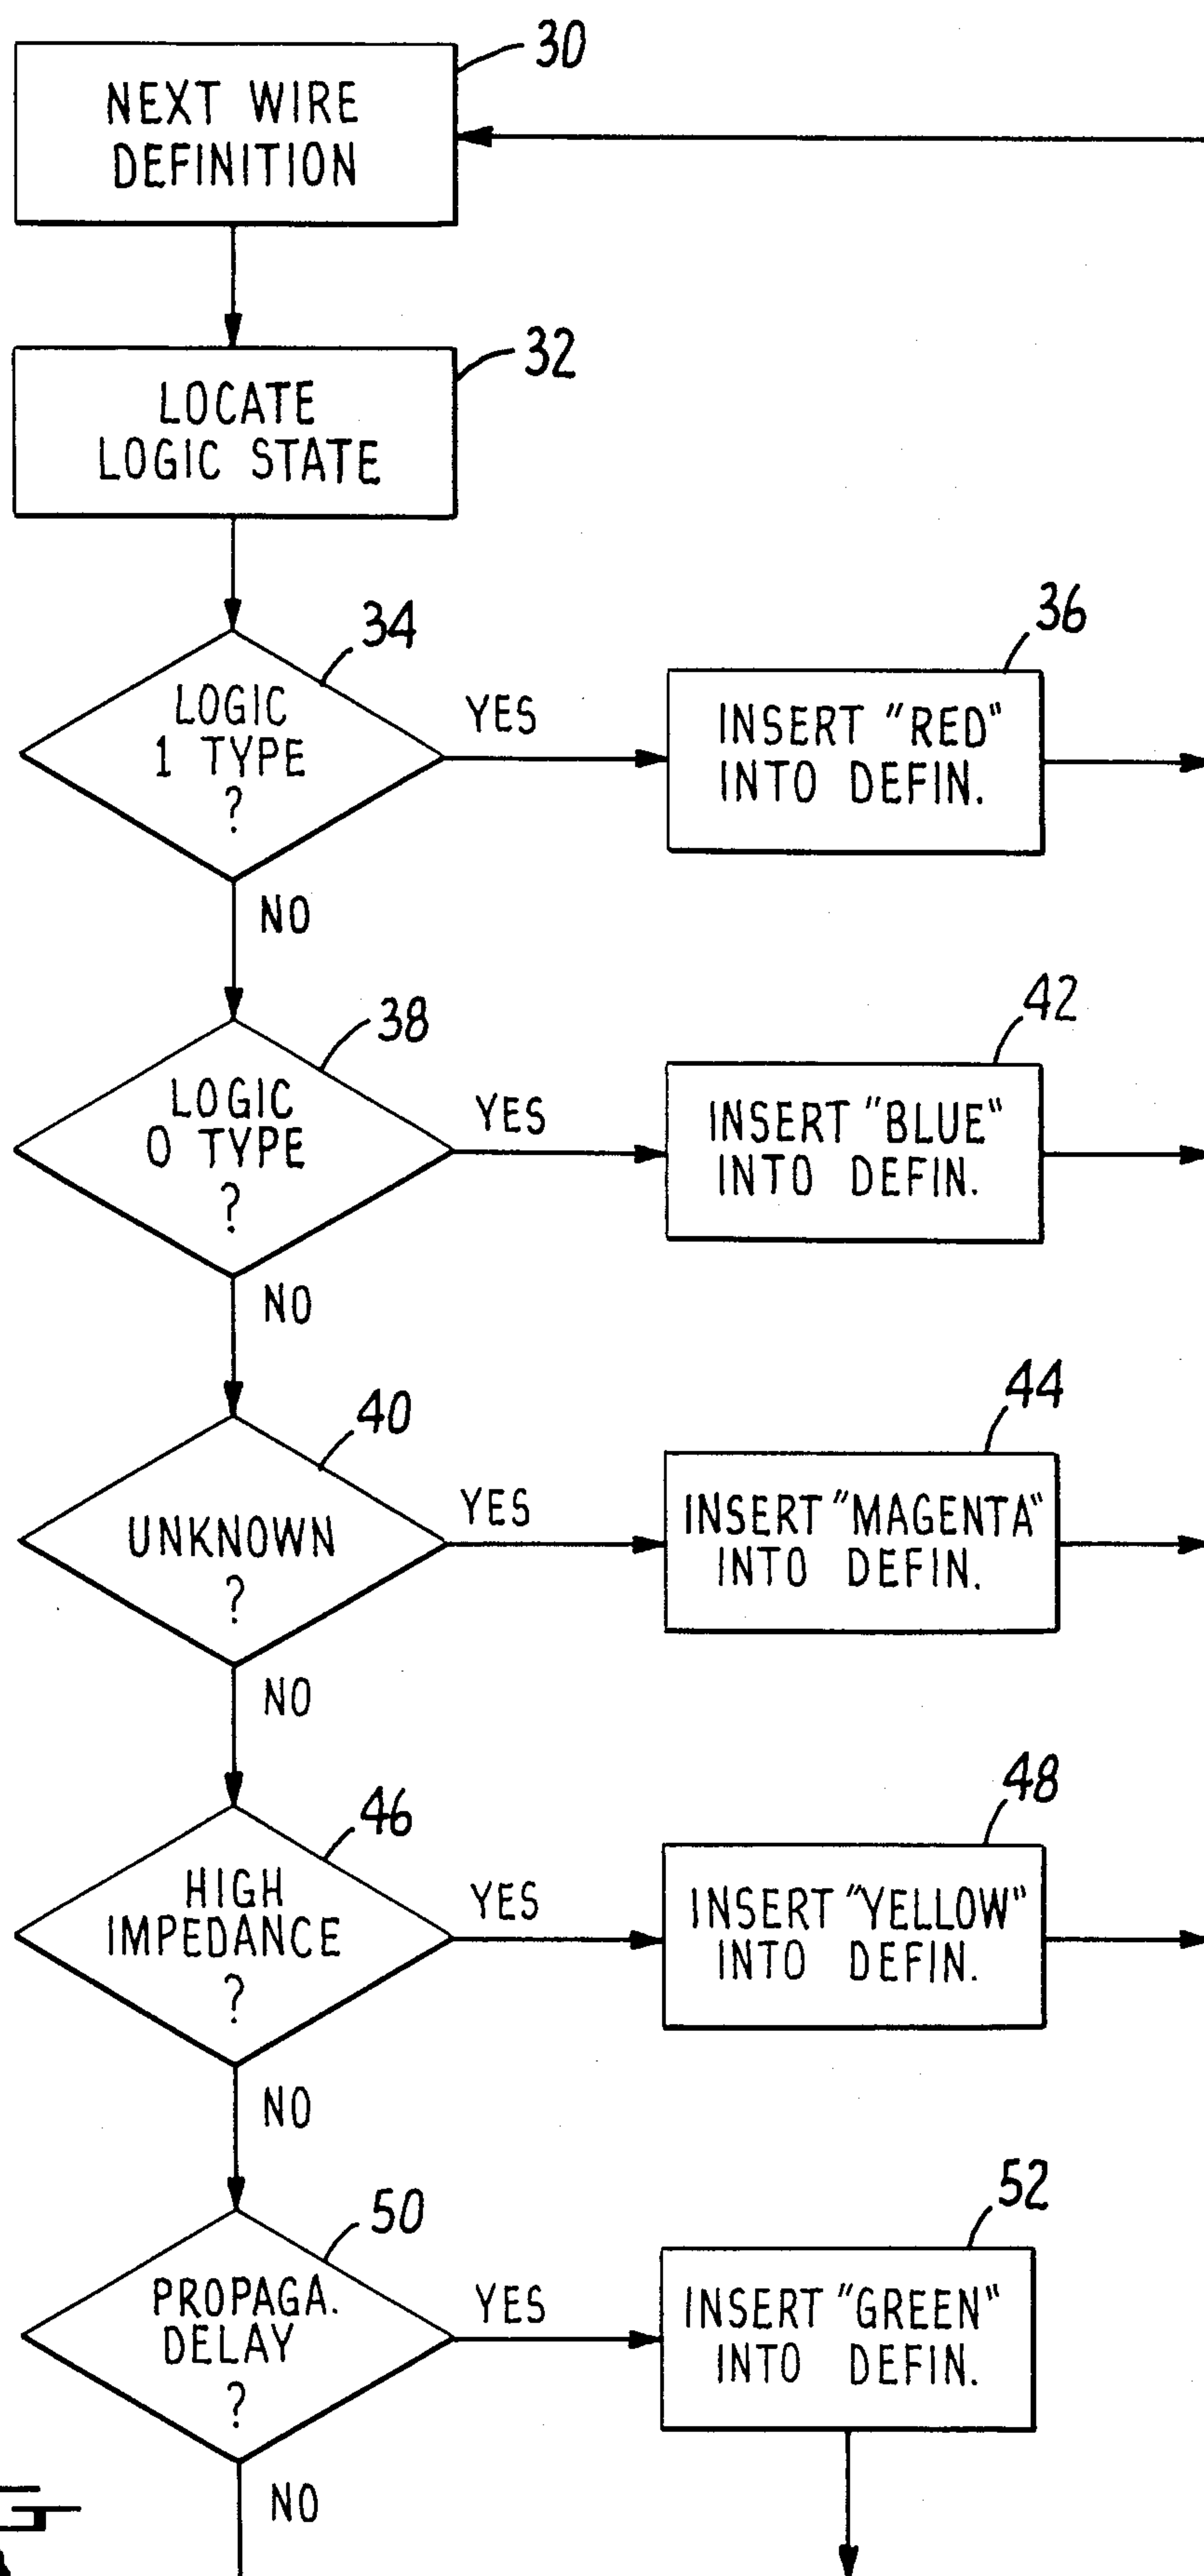 30
NEXT WIRE
DEFINITION
32
LOCATE
LOGIC STATE
34
LOGIC
1 TYPE
?
YES
36
INSERT "RED"
INTO DEFIN.
NO
38
LOGIC
0 TYPE
?
YES
42
INSERT "BLUE"
INTO DEFIN.
NO
40
UNKNOWN
?
YES
44
INSERT "MAGENTA"
INTO DEFIN.
NO
46
HIGH
IMPEDANCE
?
YES
48
INSERT "YELLOW"
INTO DEFIN.
NO
50
PROPAGA.
DELAY
?
YES
52
INSERT "GREEN"
INTO DEFIN.
NO